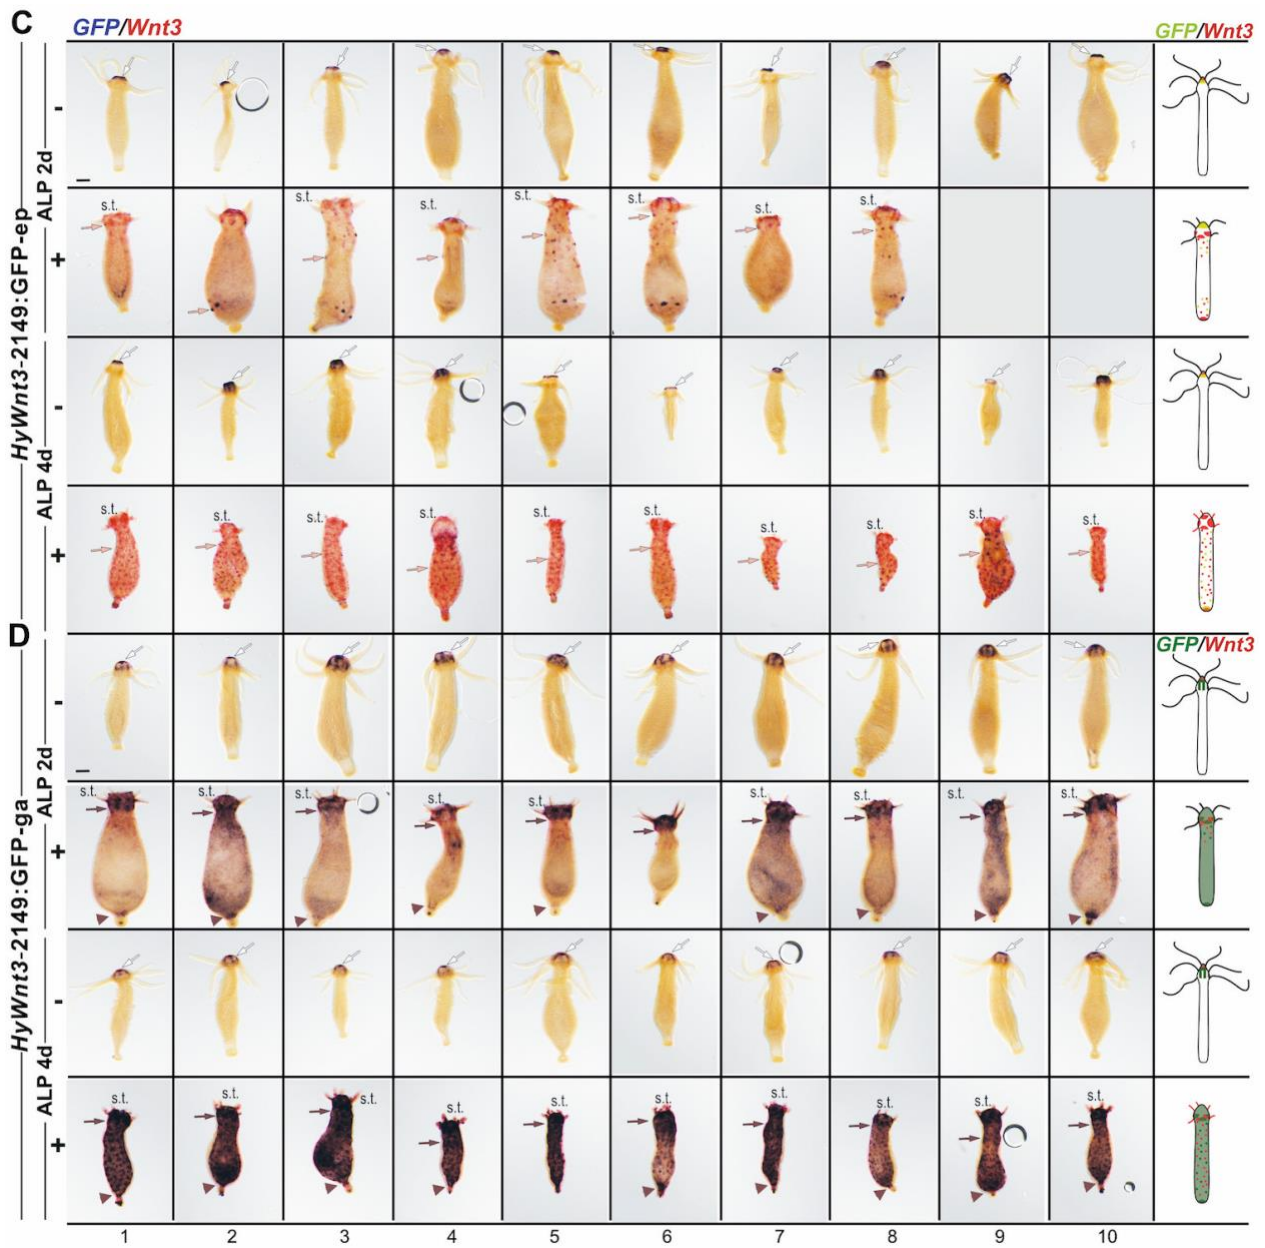 C
GFP/Wnt3
GFP/Wnt3
HyWnt3-2149:GFP-ep
ALP 2d
-
+
s.t. s.t. s.t. s.t. s.t. s.t. s.t.
ALP 4d
-
+
s.t. s.t. s.t. s.t. s.t. s.t. s.t. s.t. s.t. s.t.
D
GFP/Wnt3
HyWnt3-2149:GFP-ga
ALP 2d
-
+
s.t. s.t. s.t. s.t. s.t. s.t. s.t. s.t. s.t.
ALP 4d
-
+
s.t. s.t. s.t. s.t. s.t. s.t. s.t. s.t. s.t. s.t.
1 2 3 4 5 6 7 8 9 10